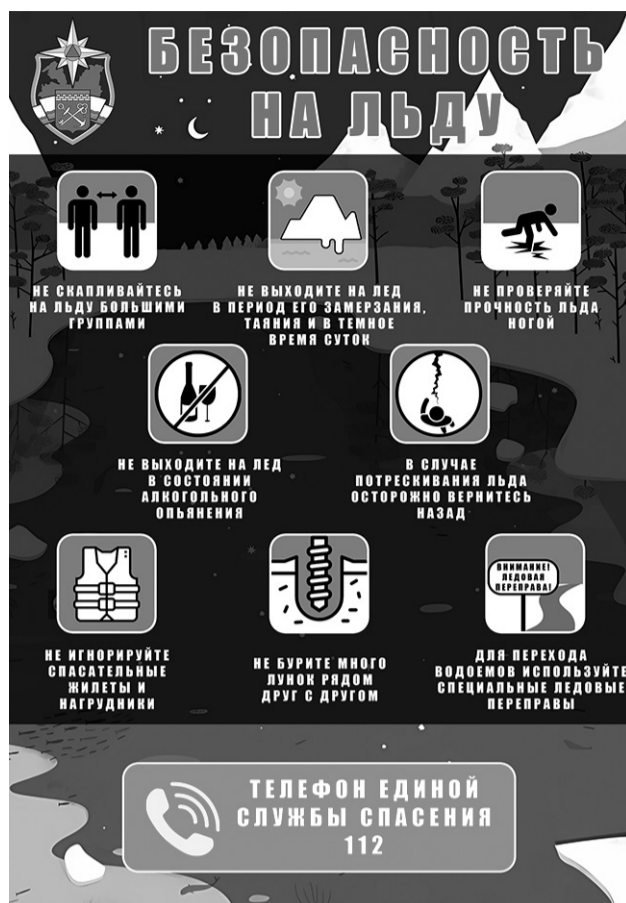 БЕЗОПАСНОСТЬ
НА ЛЬДУ
НЕ СКАПЛИВАЙТЕСЬ
НА ЛЬДУ БОЛЬШИМИ
ГРУППАМИ
НЕ ВЫХОДИТЕ НА ЛЕД
В ПЕРИОД ЕГО ЗАМЕРЗАНИЯ,
ТАЯНИЯ И В ТЕМНОЕ
ВРЕМЯ СУТОК
НЕ ПРОВЕРЯЙТЕ
ПРОЧНОСТЬ ЛЬДА
НОГОЙ
НЕ ВЫХОДИТЕ НА ЛЕД
В СОСТОЯНИИ
АЛКОГОЛЬНОГО
ОПЬЯНЕНИЯ
В СЛУЧАЕ
ПОТРЕСКИВАНИЯ ЛЬДА
ОСТОРОЖНО ВЕРНИТЕСЬ
НАЗАД
НЕ ИГНОРИРУЙТЕ
СПАСАТЕЛЬНЫЕ
ЖИЛЕТЫ И
НАГРУДНИКИ
НЕ БУРИТЕ МНОГО
ЛУНОК РЯДОМ
ДРУГ С ДРУГОМ
ВНИМАНИЕ!
ЛЕДОВАЯ
ПЕРЕПРАВА!
ДЛЯ ПЕРЕХОДА
ВОДОЕМОВ ИСПОЛЬЗУЙТЕ
СПЕЦИАЛЬНЫЕ ЛЕДОВЫЕ
ПЕРЕПРАВЫ
ТЕЛЕФОН ЕДИНОЙ
СЛУЖБЫ СПАСЕНИЯ
112